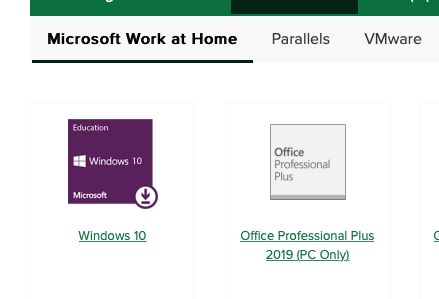 Microsoft Work at Home Parallels VMware
Education
Windows 10
Microsoft
Office
Professional
Plus
Windows 10
Office Professional Plus
2019 (PC Only)